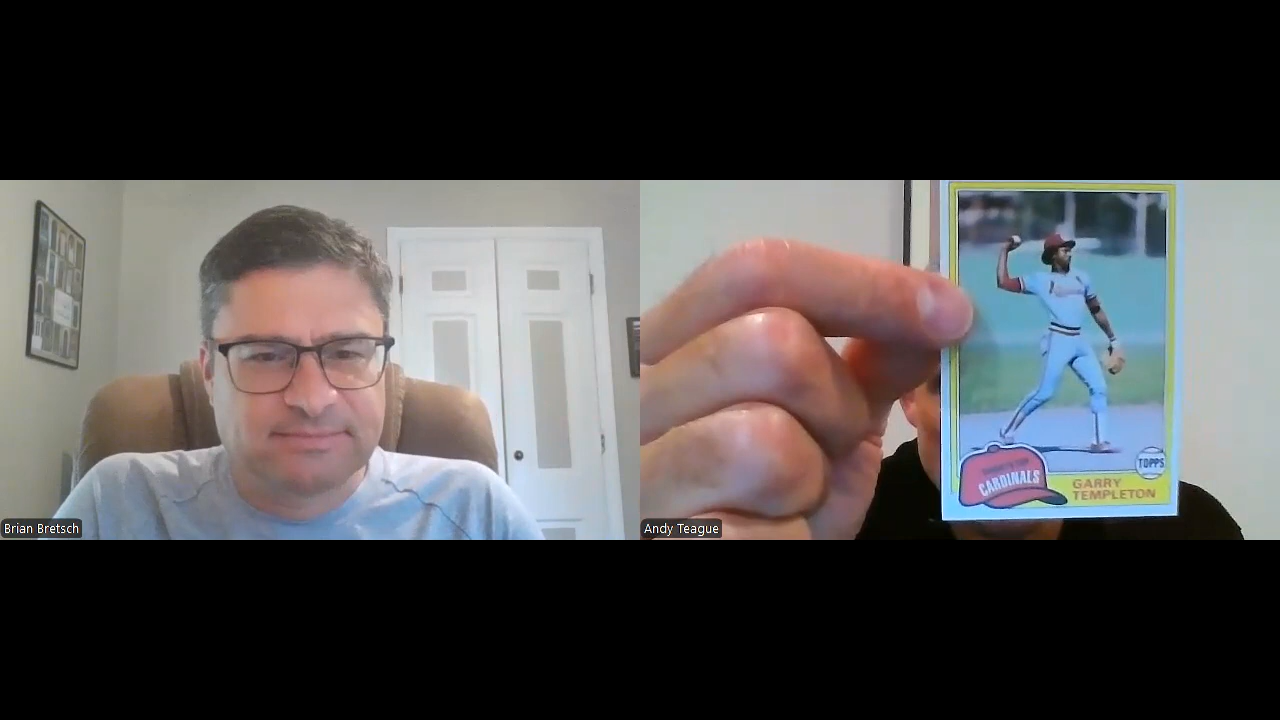 Brian Bretsch
Andy Teague
CARDINALS
TOPPS
GARRY
TEMPLETON